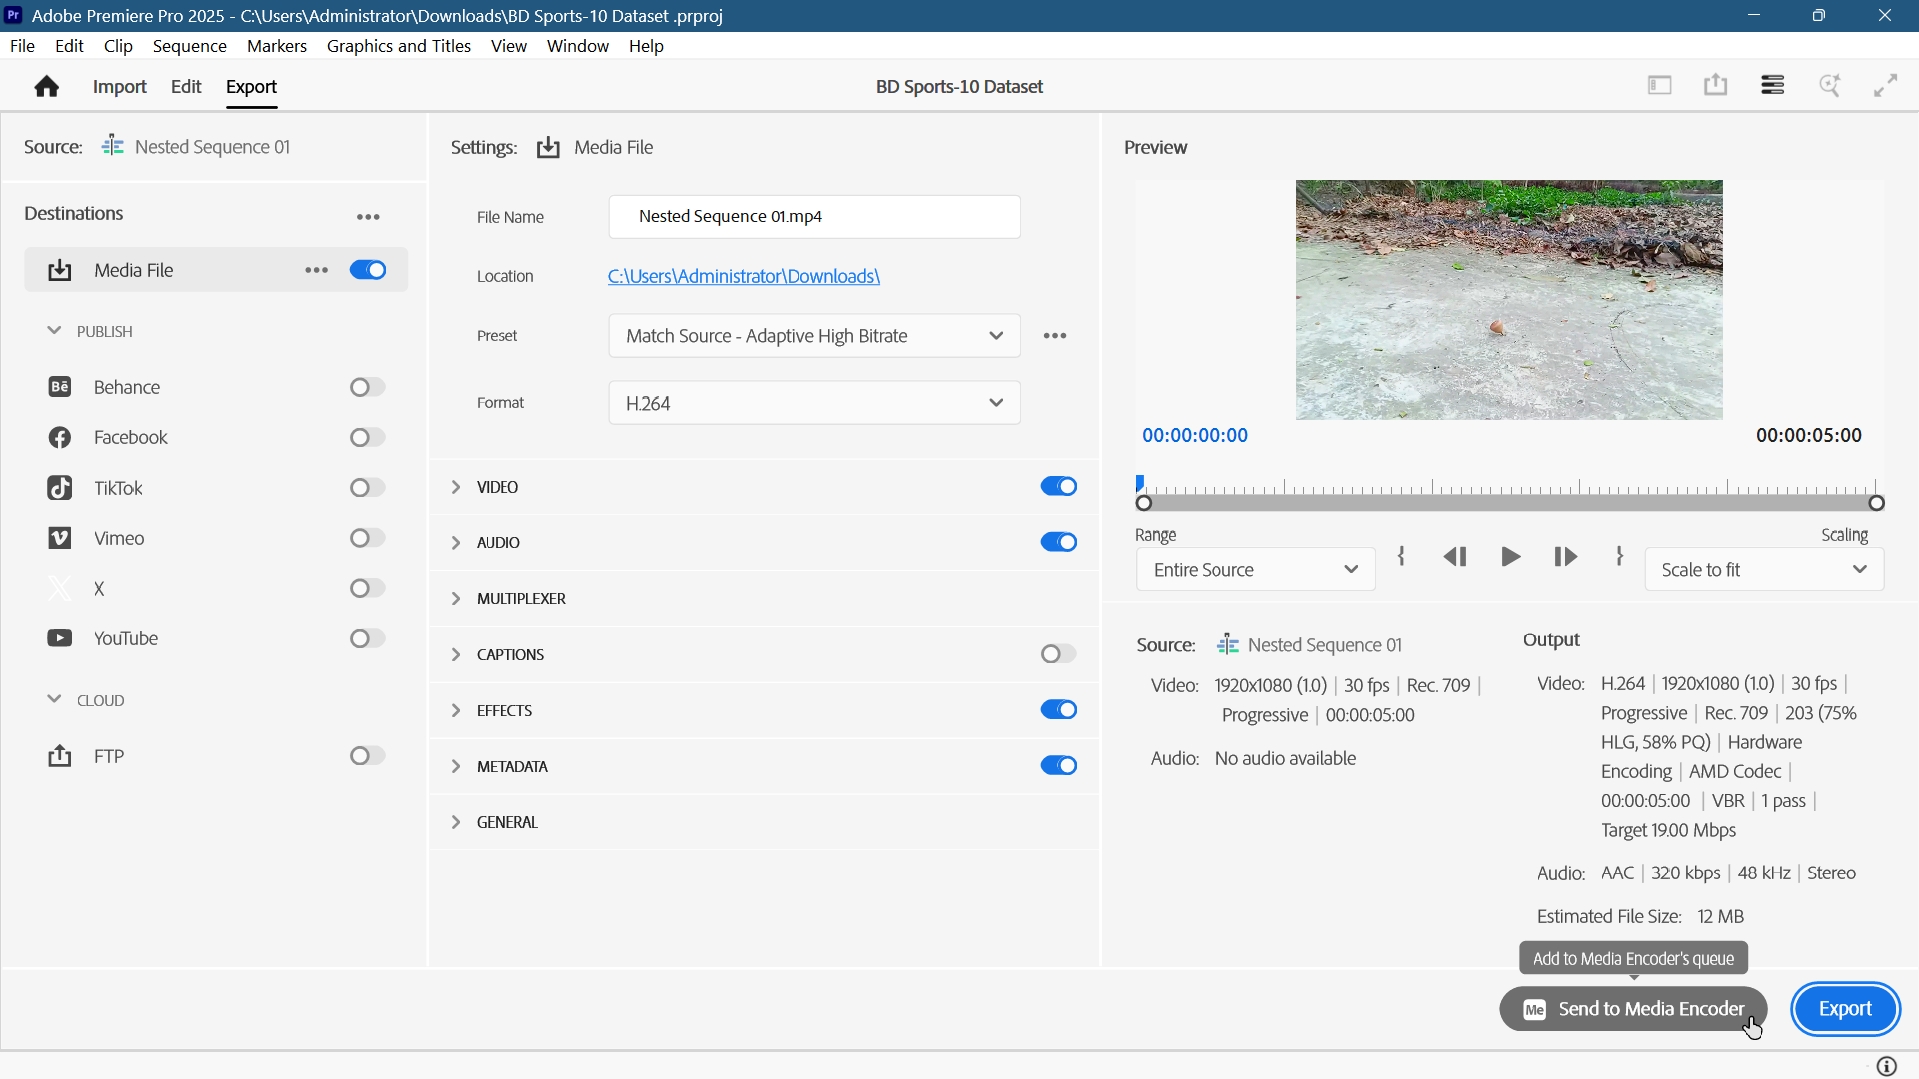 Pr Adobe Premiere Pro 2025 - C:\Users\Administrator\Downloads\BD Sports-10 Dataset .prproj
File Edit Clip Sequence Markers Graphics and Titles View Window Help
Import Edit Export BD Sports-10 Dataset
Source: Nested Sequence 01
Destinations
Media File
PUBLISH
Bē Behance
Facebook
TikTok
Vimeo
X
YouTube
CLOUD
FTP
Settings: Media File
File Name Nested Sequence 01.mp4
Location C:\Users\Administrator\Downloads\
Preset Match Source - Adaptive High Bitrate
Format H.264
VIDEO
AUDIO
MULTIPLEXER
CAPTIONS
EFFECTS
METADATA
GENERAL
Preview
00:00:00:00 00:00:05:00
Range Scaling
Entire Source Scale to fit
Source: Nested Sequence 01
Video: 1920x1080 (1.0) | 30 fps | Rec. 709 |
Progressive | 00:00:05:00
Audio: No audio available
Output
Video: H.264 | 1920x1080 (1.0) | 30 fps |
Progressive | Rec. 709 | 203 (75%
HLG, 58% PQ) | Hardware
Encoding | AMD Codec |
00:00:05:00 | VBR | 1 pass |
Target 19.00 Mbps
Audio: AAC | 320 kbps | 48 kHz | Stereo
Estimated File Size: 12 MB
Add to Media Encoder's queue
Me Send to Media Encoder Export